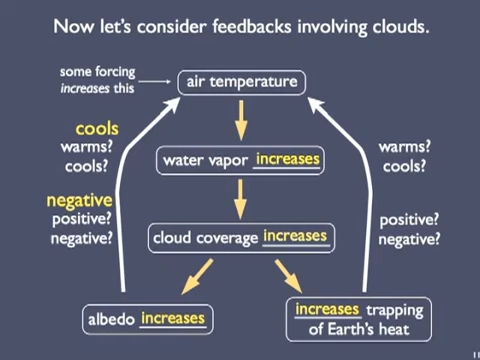 Now let's consider feedbacks involving clouds.
some forcing
increases this
air temperature
cools
warms?
cools?
water vapor increases
warms?
cools?
negative
positive?
negative?
positive?
negative?
cloud coverage increases
albedo increases
increases trapping
of Earth's heat
11